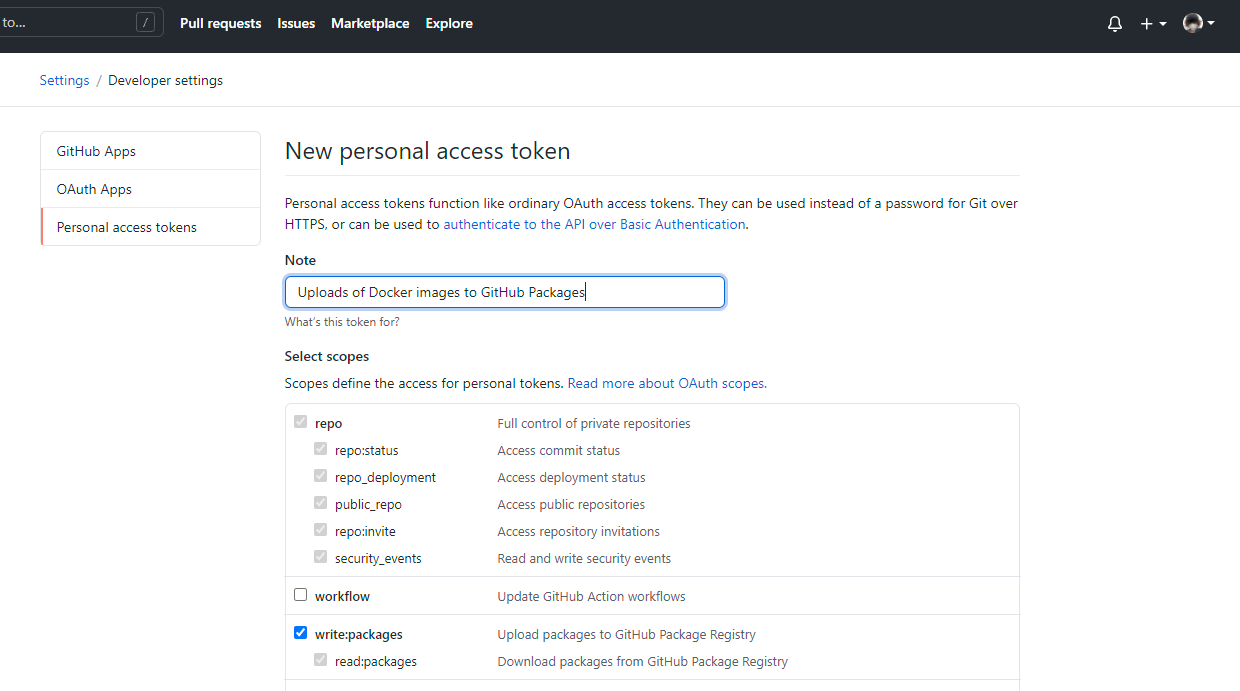 to... /
Pull requests Issues Marketplace Explore
Settings / Developer settings
GitHub Apps
OAuth Apps
Personal access tokens
New personal access token
Personal access tokens function like ordinary OAuth access tokens. They can be used instead of a password for Git over
HTTPS, or can be used to authenticate to the API over Basic Authentication.
Note
Uploads of Docker images to GitHub Packages
What's this token for?
Select scopes
Scopes define the access for personal tokens. Read more about OAuth scopes.
repo Full control of private repositories
repo:status Access commit status
repo_deployment Access deployment status
public_repo Access public repositories
repo:invite Access repository invitations
security_events Read and write security events
workflow Update GitHub Action workflows
write:packages Upload packages to GitHub Package Registry
read:packages Download packages from GitHub Package Registry